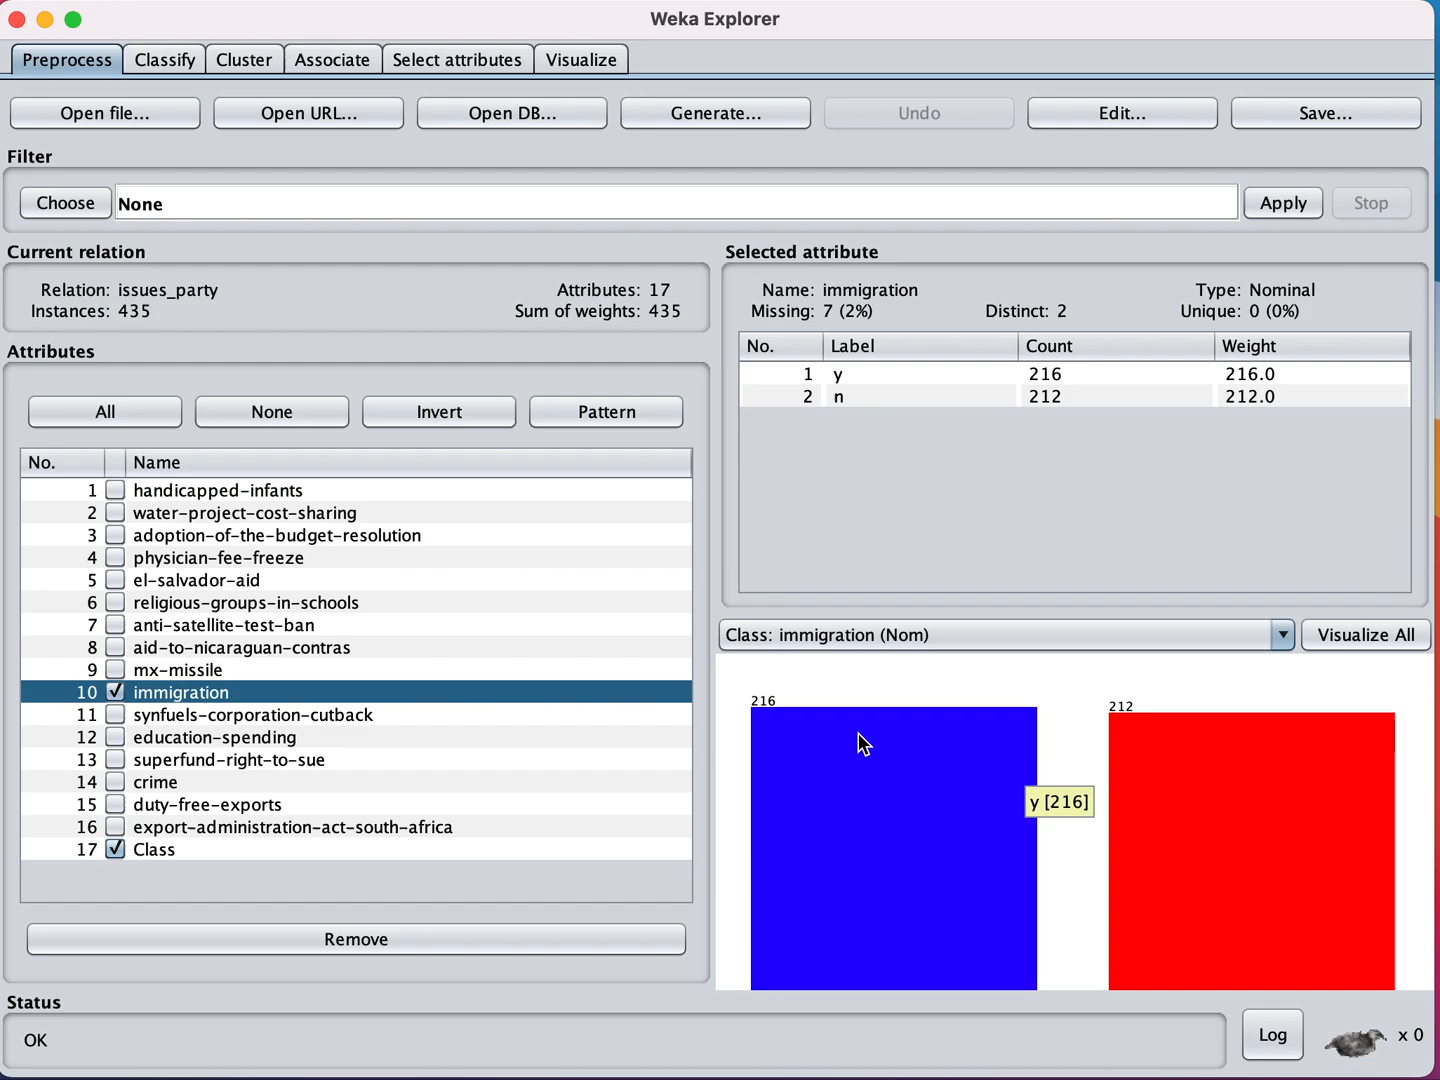 Weka Explorer
Preprocess Classify Cluster Associate Select attributes Visualize
Open file... Open URL... Open DB... Generate... Undo Edit... Save...
Filter
Choose None Apply Stop
Current relation
Relation: issues_party Attributes: 17
Instances: 435 Sum of weights: 435
Attributes
All None Invert Pattern
No. Name
1 handicapped-infants
2 water-project-cost-sharing
3 adoption-of-the-budget-resolution
4 physician-fee-freeze
5 el-salvador-aid
6 religious-groups-in-schools
7 anti-satellite-test-ban
8 aid-to-nicaraguan-contras
9 mx-missile
10 immigration
11 synfuels-corporation-cutback
12 education-spending
13 superfund-right-to-sue
14 crime
15 duty-free-exports
16 export-administration-act-south-africa
17 Class
Remove
Selected attribute
Name: immigration Type: Nominal
Missing: 7 (2%) Distinct: 2 Unique: 0 (0%)
No. Label Count Weight
1 y 216 216.0
2 n 212 212.0
Class: immigration (Nom) Visualize All
216 212
y [216]
Status
OK Log x 0